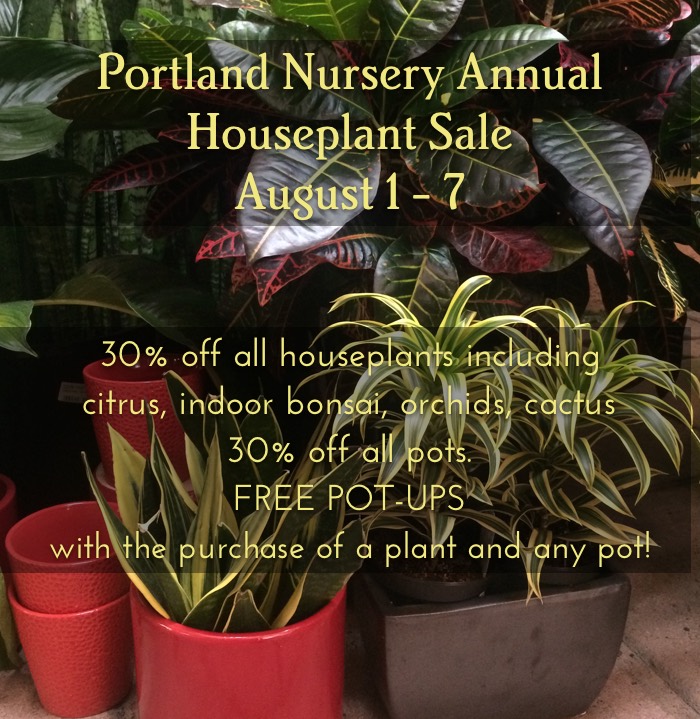 Portland Nursery Annual
Houseplant Sale
August 1 - 7
30% off all houseplants including
citrus, indoor bonsai, orchids, cactus
30% off all pots.
FREE POT-UPS
with the purchase of a plant and any pot!